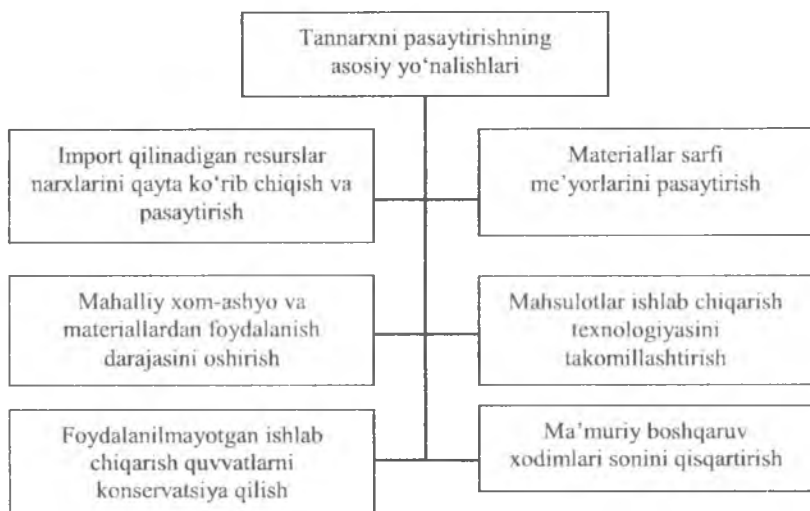 Tannarxni pasaytirishning
asosiy yo‘nalishlari
Import qilinadigan resurslar
narxlarini qayta ko‘rib chiqish va
pasaytirish
Materiallar sarfi
me’yorlarini pasaytirish
Mahalliy xom-ashyo va
materiallardan foydalanish
darajasini oshirish
Mahsulotlar ishlab chiqarish
texnologiyasini
takomillashtirish
Foydalanilmayotgan ishlab
chiqarish quvvatlarni
konservatsiya qilish
Ma’muriy boshqaruv
xodimlari sonini qisqartirish